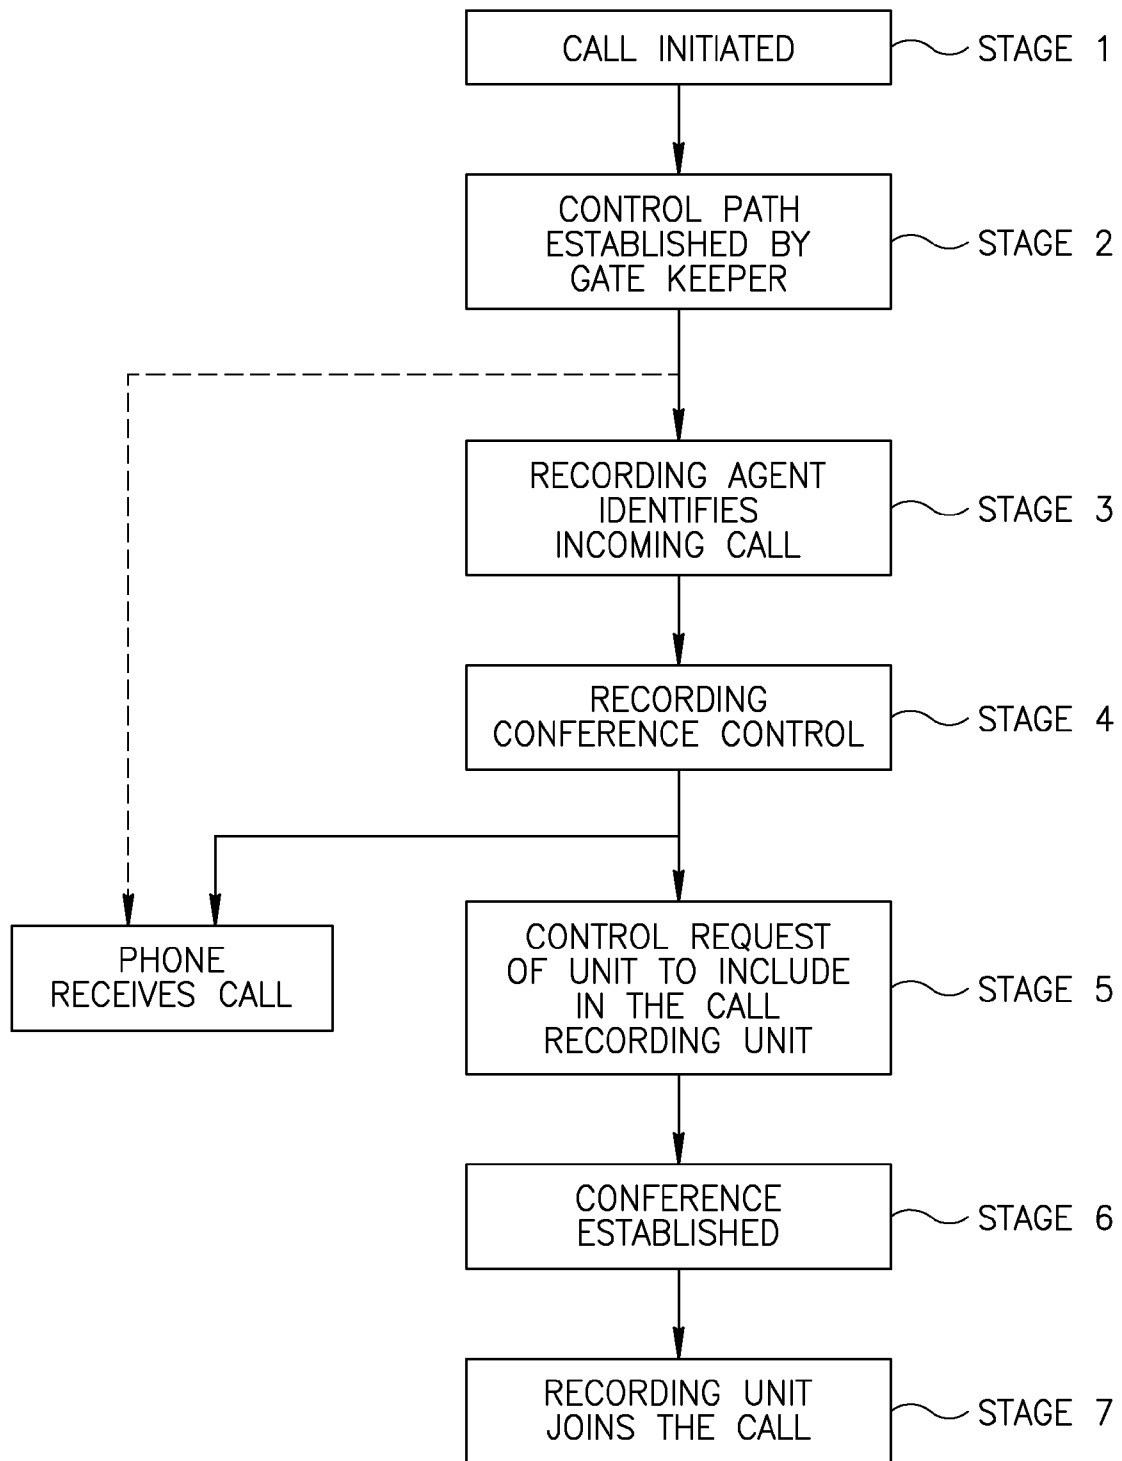 CALL INITIATED
STAGE 1
CONTROL PATH
ESTABLISHED BY
GATE KEEPER
STAGE 2
RECORDING AGENT
IDENTIFIES
INCOMING CALL
STAGE 3
RECORDING
CONFERENCE CONTROL
STAGE 4
PHONE
RECEIVES CALL
CONTROL REQUEST
OF UNIT TO INCLUDE
IN THE CALL
RECORDING UNIT
STAGE 5
CONFERENCE
ESTABLISHED
STAGE 6
RECORDING UNIT
JOINS THE CALL
STAGE 7